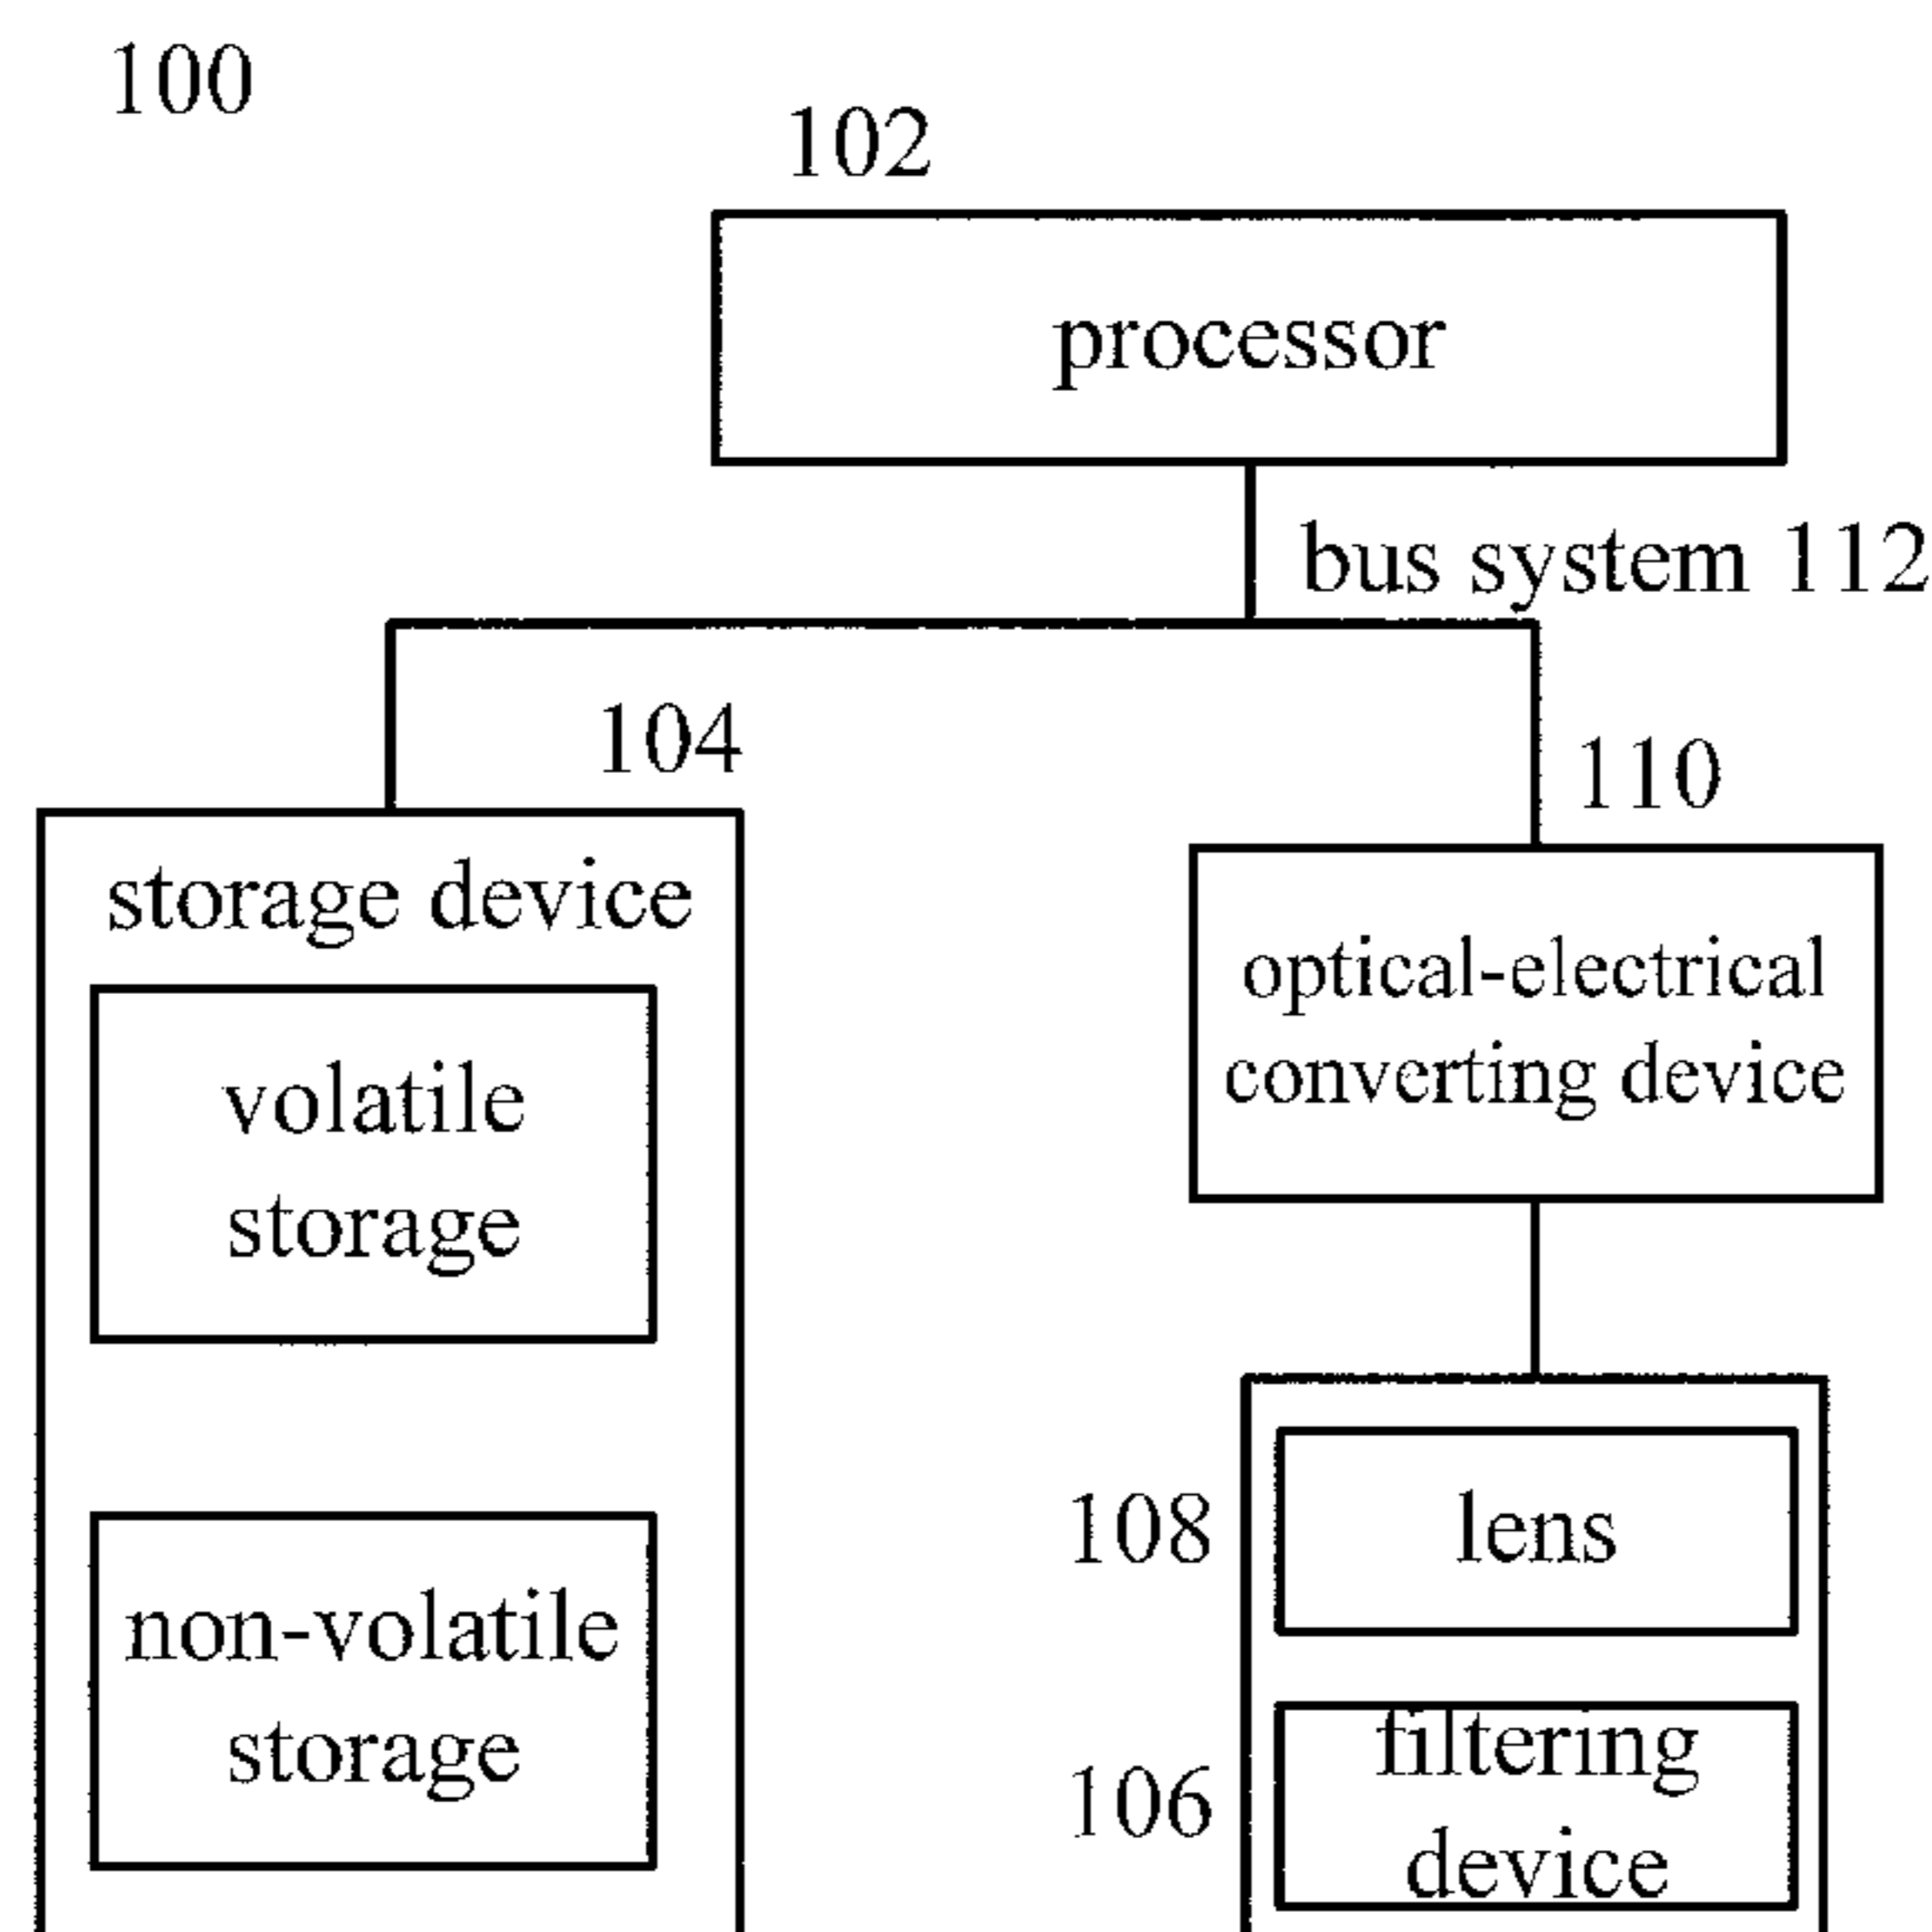 100
102
processor
bus system 112
104
110
storage device
optical-electrical
converting device
volatile
storage
108
lens
non-volatile
storage
106
filtering
device